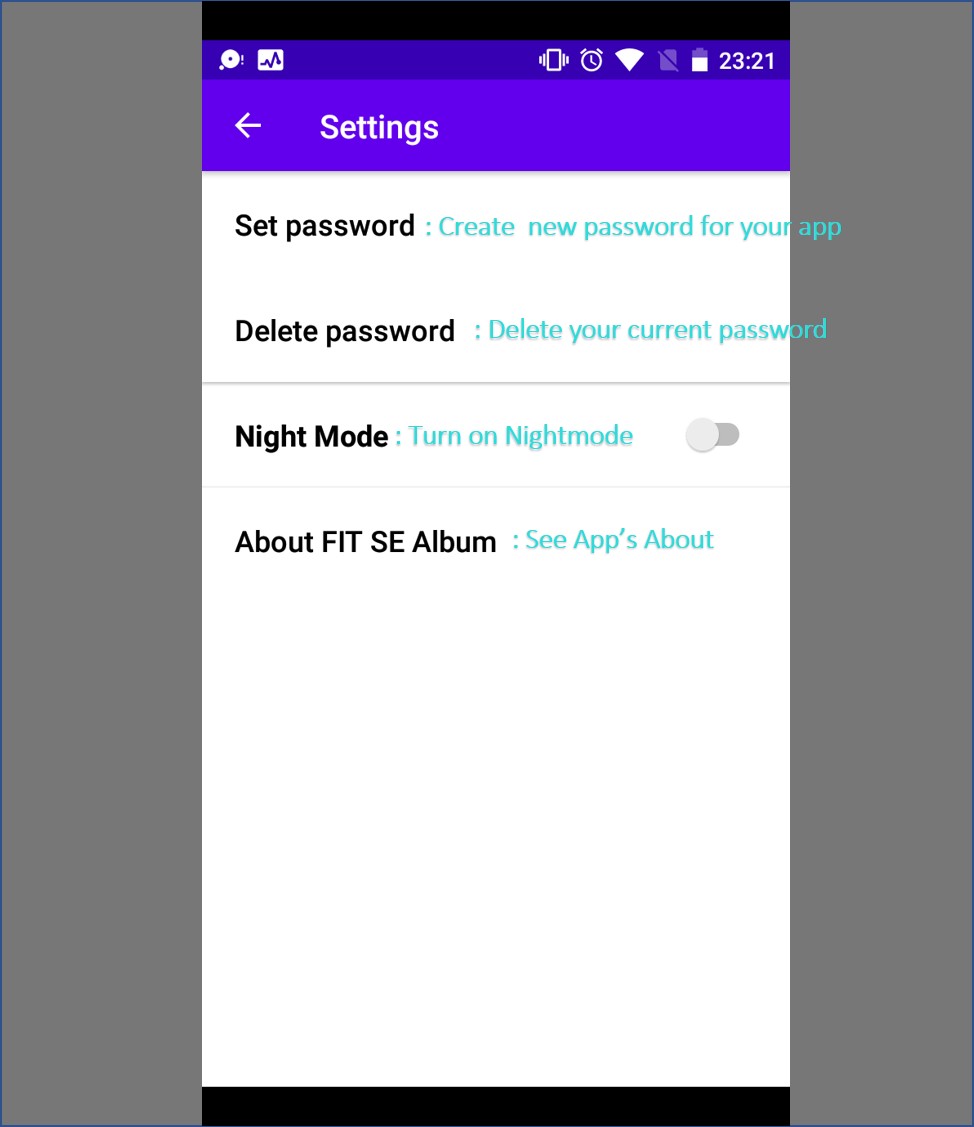 23:21
Settings
Set password : Create new password for your app
Delete password : Delete your current password
Night Mode : Turn on Nightmode
About FIT SE Album : See App's About